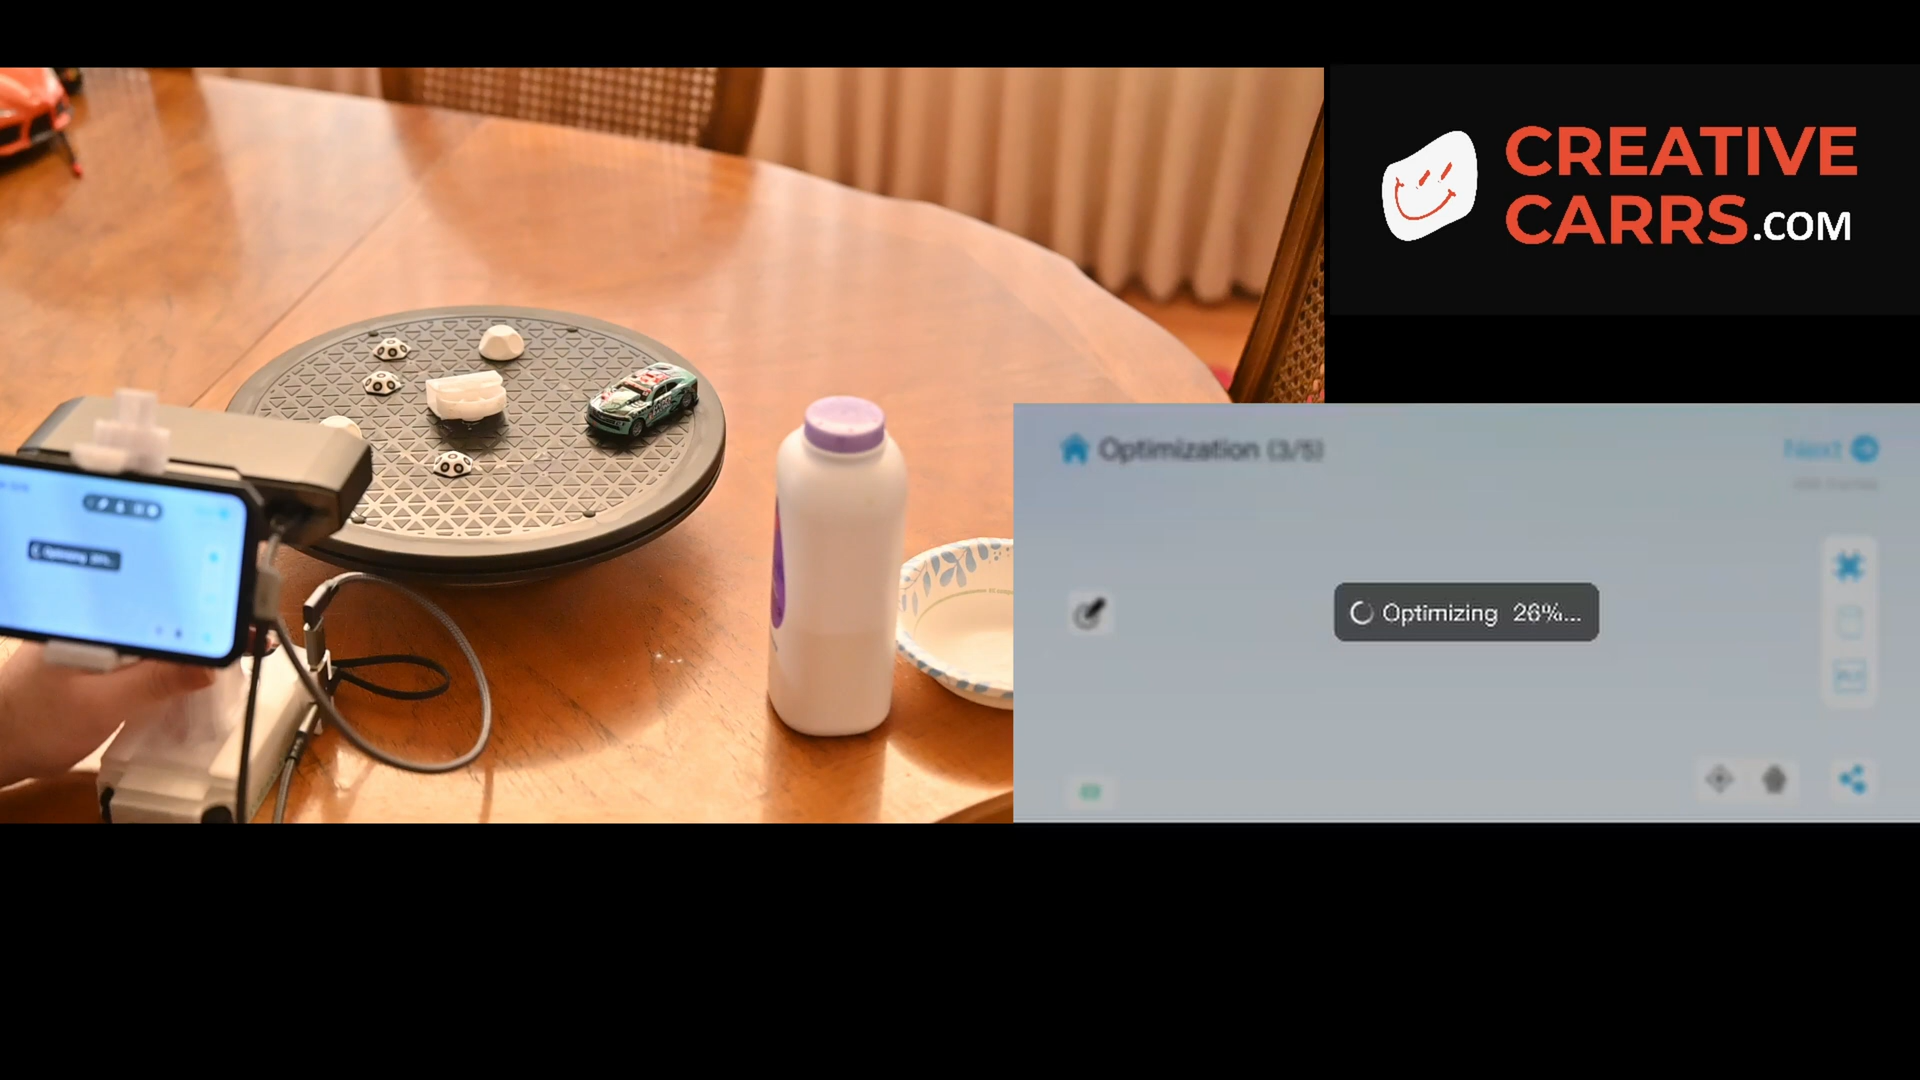 CREATIVE
CARRS.COM
Optimization (3/5)
Next
Optimizing 26%...